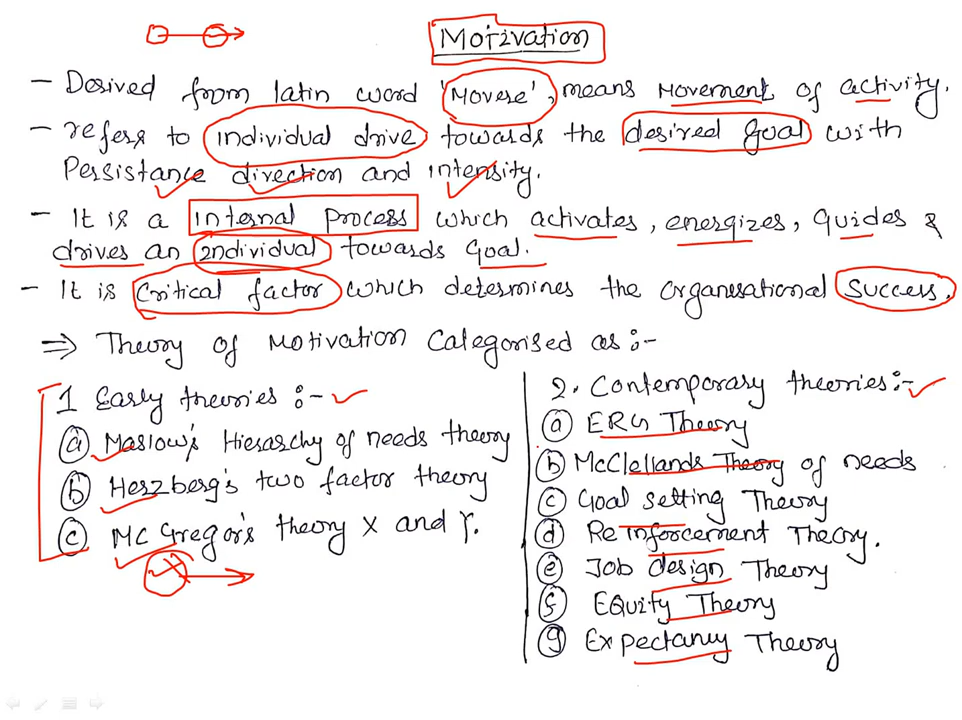 Motivation
- Desired from latin word 'Movere', means Movement of activity.
- refers to individual drive towards the desired Goal with
Persistance direction and intensity.
- It is a internal process which activates, energizes, guides &
drives an individual towards Goal.
- It is critical factor which determines the organisational success.
⇒ Theory of Motivation Categorised as :-
1 Early theories :-
(a) Maslow's Hierarchy of needs theory
(b) Herzberg's two factor theory
(c) MC Gregor's theory X and Y.
2. Contemporary theories:-
(a) ERG Theory
(b) McClellands Theory of needs
(c) Goal setting Theory
(d) Reinforcement Theory.
(e) Job design Theory
(f) Equity Theory
(g) Expectancy Theory